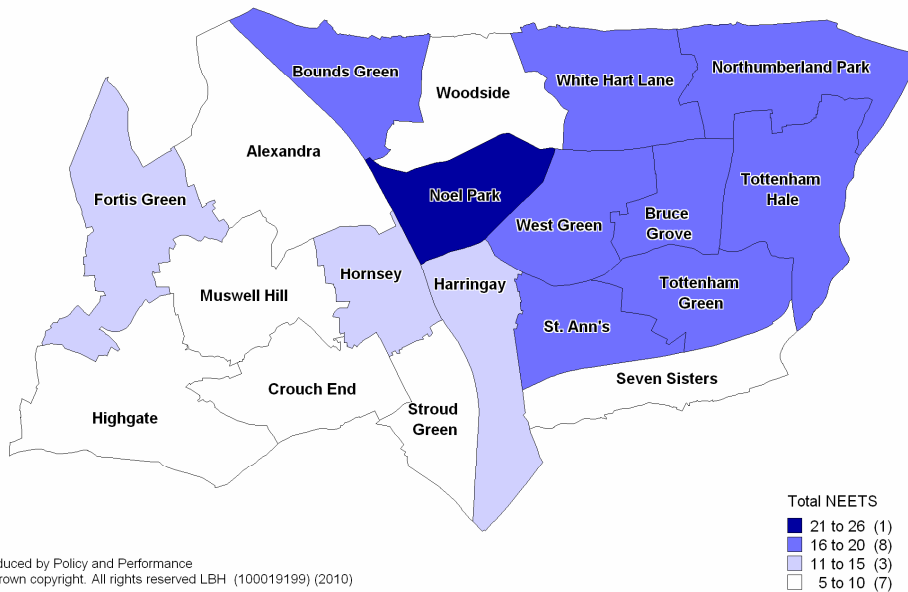 Bounds Green
Woodside
White Hart Lane
Northumberland Park
Alexandra
Fortis Green
Noel Park
West Green
Bruce
Grove
Tottenham
Hale
Muswell Hill
Hornsey
Harringay
Tottenham
Green
St. Ann's
Seven Sisters
Crouch End
Highgate
Stroud
Green
Total NEETS
21 to 26 (1)
16 to 20 (8)
11 to 15 (3)
5 to 10 (7)
duced by Policy and Performance
rown copyright. All rights reserved LBH (100019199) (2010)